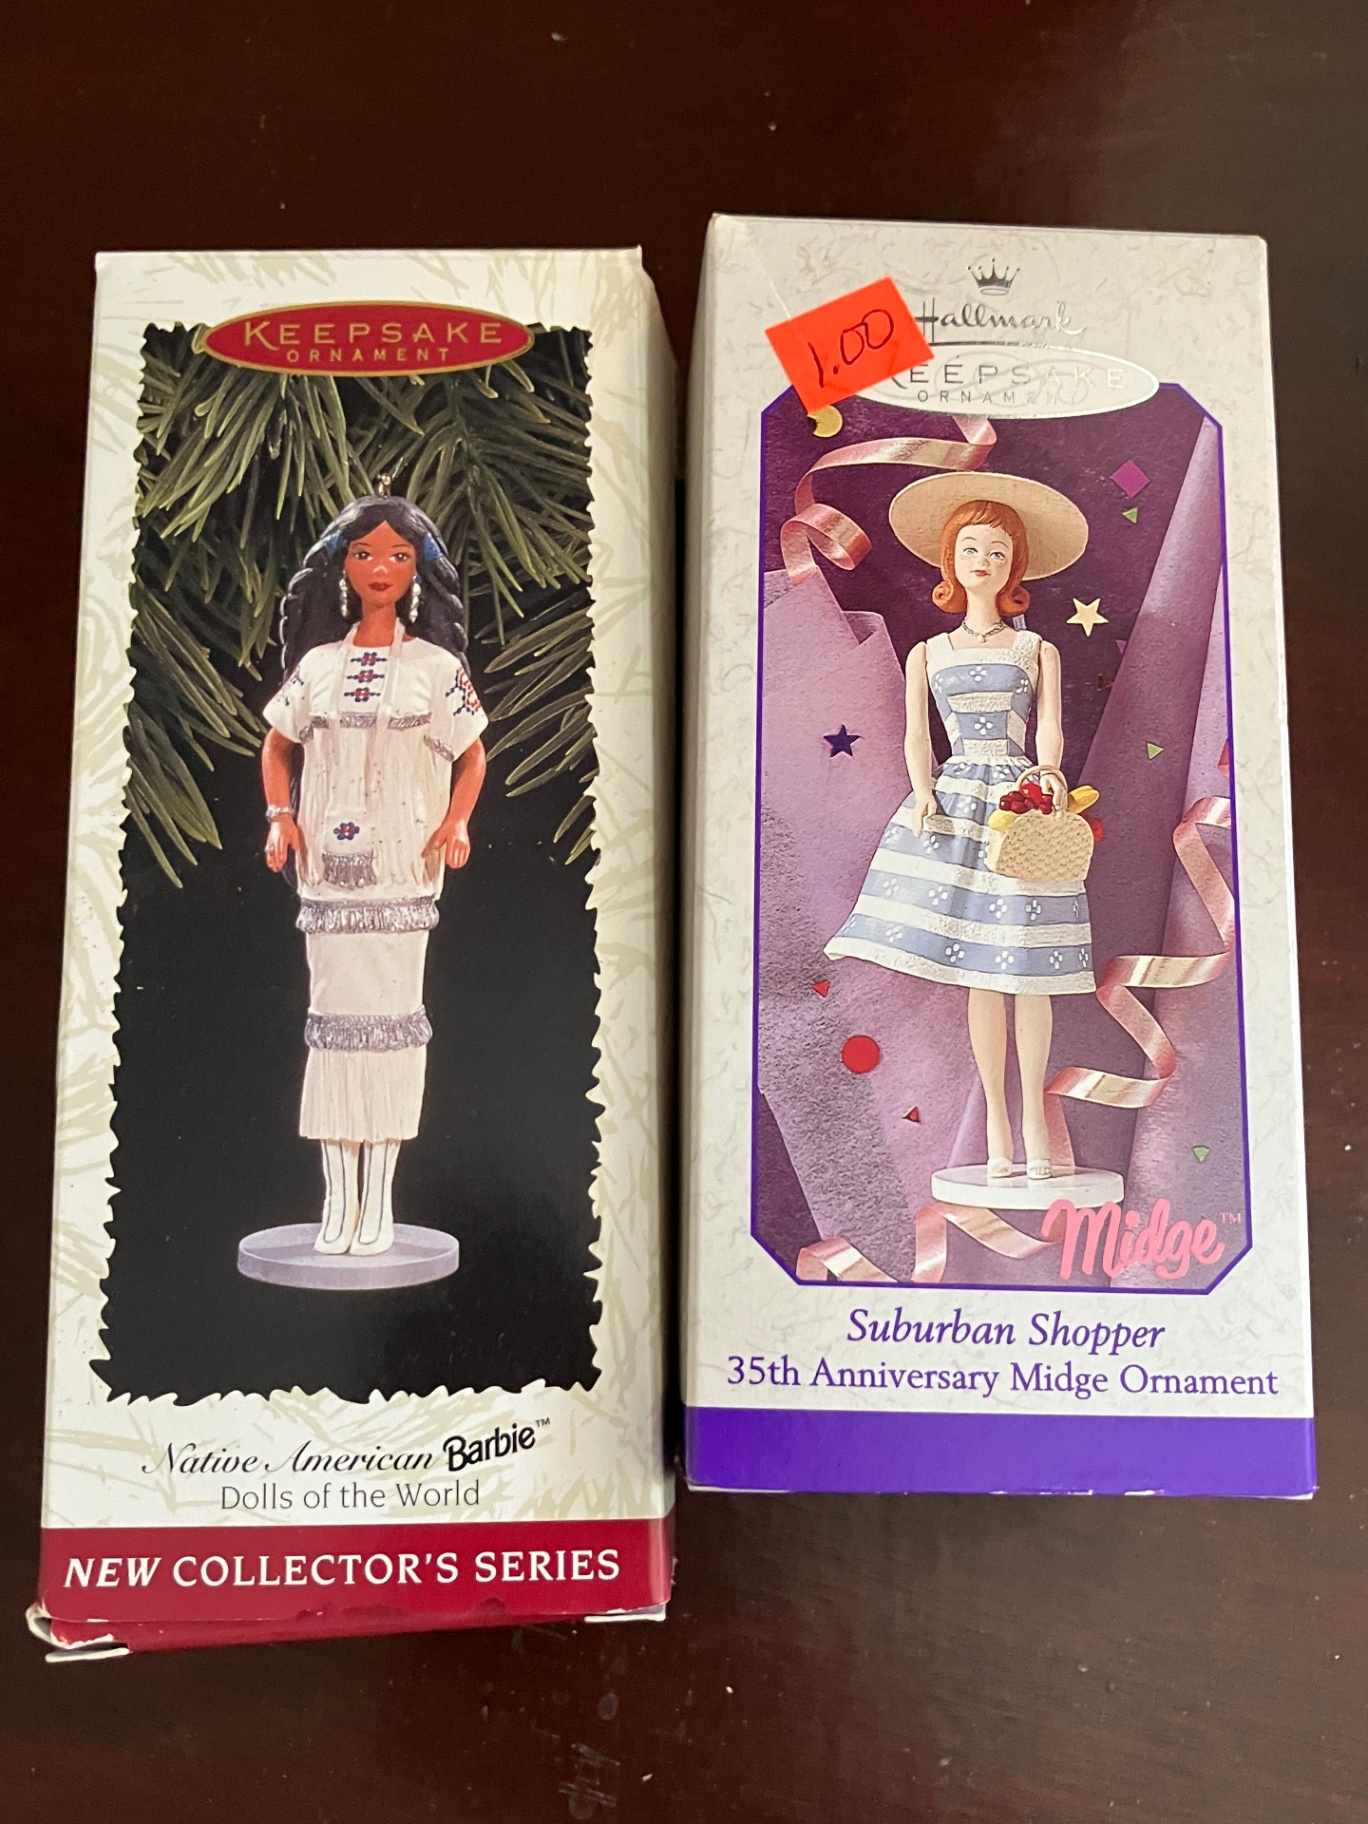 KEEPSAKE
ORNAMENT
Native American Barbie™
Dolls of the World
NEW COLLECTOR'S SERIES
1.00
Hallmark
KEEPSAKE
ORNAMENT
Midge™
Suburban Shopper
35th Anniversary Midge Ornament